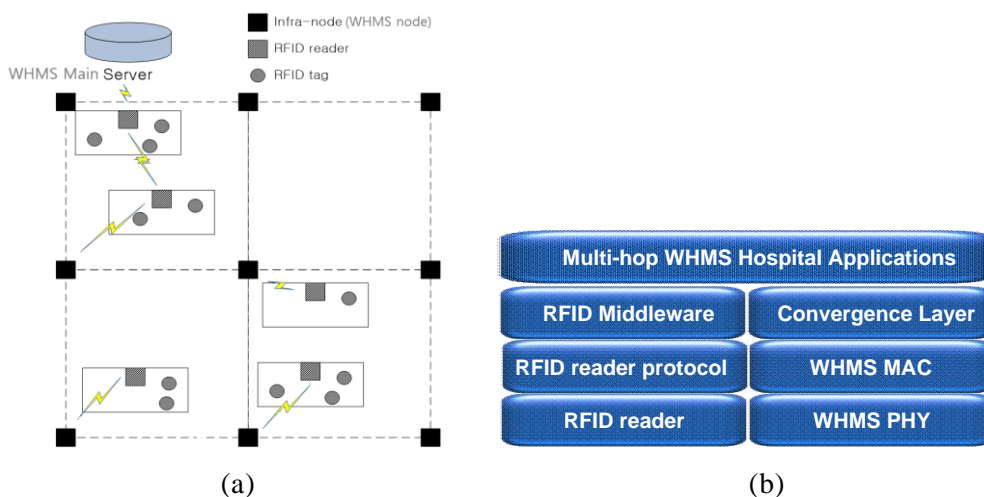 Infra-node (WHMS node)
RFID reader
RFID tag
WHMS Main Server
Multi-hop WHMS Hospital Applications
RFID Middleware
Convergence Layer
RFID reader protocol
WHMS MAC
RFID reader
WHMS PHY
(a)
(b)